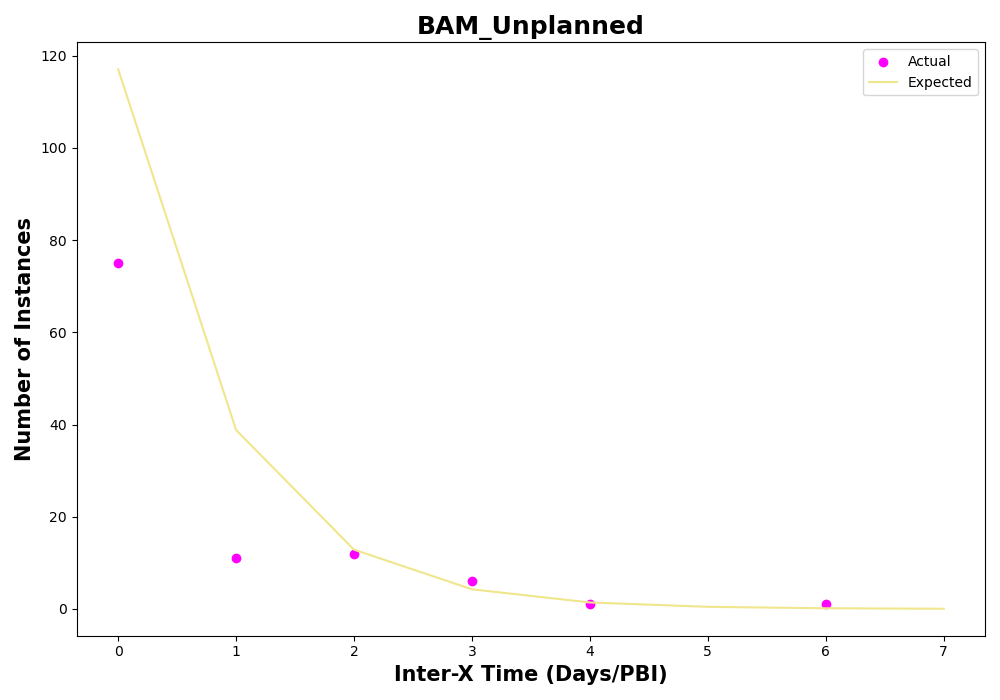 BAM_Unplanned
Actual
Expected
Number of Instances
120
100
80
60
40
20
0
0 1 2 3 4 5 6 7
Inter-X Time (Days/PBI)